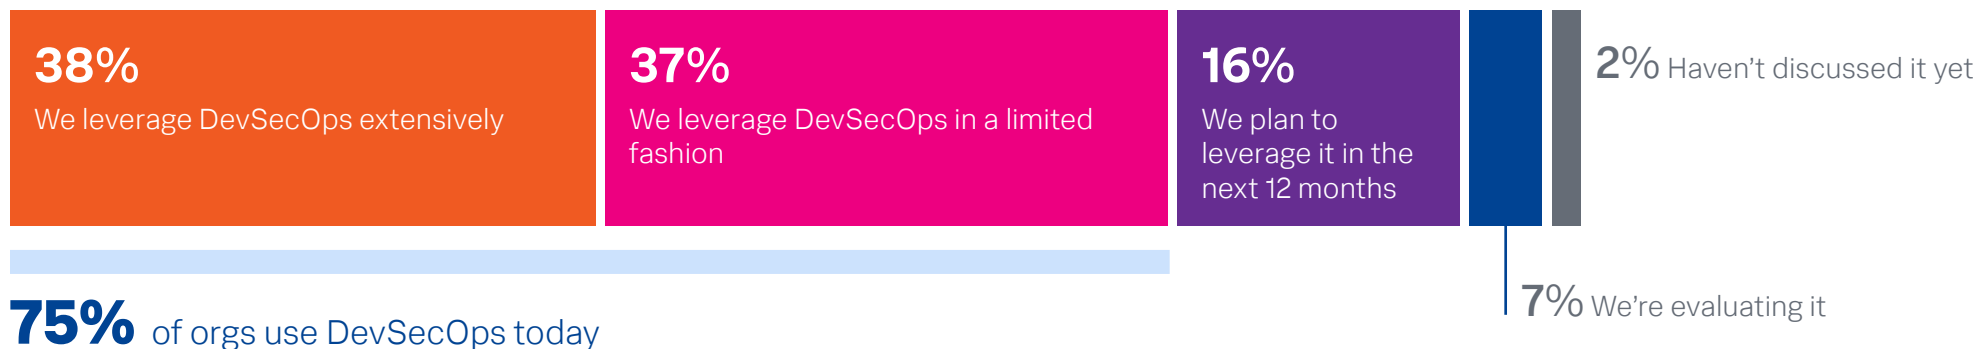 38%
We leverage DevSecOps extensively
37%
We leverage DevSecOps in a limited
fashion
16%
We plan to
leverage it in the
next 12 months
2% Haven’t discussed it yet
7% We’re evaluating it
75% of orgs use DevSecOps today